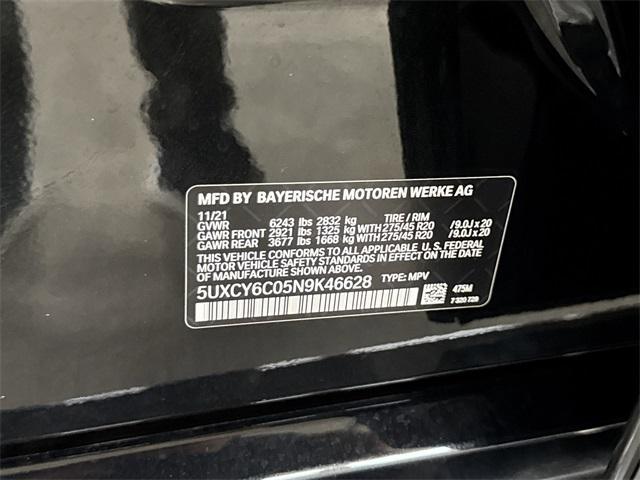 MFD BY BAYERISCHE MOTOREN WERKE AG
11/21
GVWR 6243 lbs 2832 kg TIRE / RIM
GAWR FRONT 2921 lbs 1325 kg WITH 275/45 R20 / 9.0J x 20
GAWR REAR 3677 lbs 1668 kg WITH 275/45 R20 / 9.0J x 20
THIS VEHICLE CONFORMS TO ALL APPLICABLE U.S. FEDERAL
MOTOR VEHICLE SAFETY STANDARDS IN EFFECT ON THE DATE
OF MANUFACTURE SHOWN ABOVE.
5UXCY6C05N9K46628 TYPE: MPV
475M
7 320 729